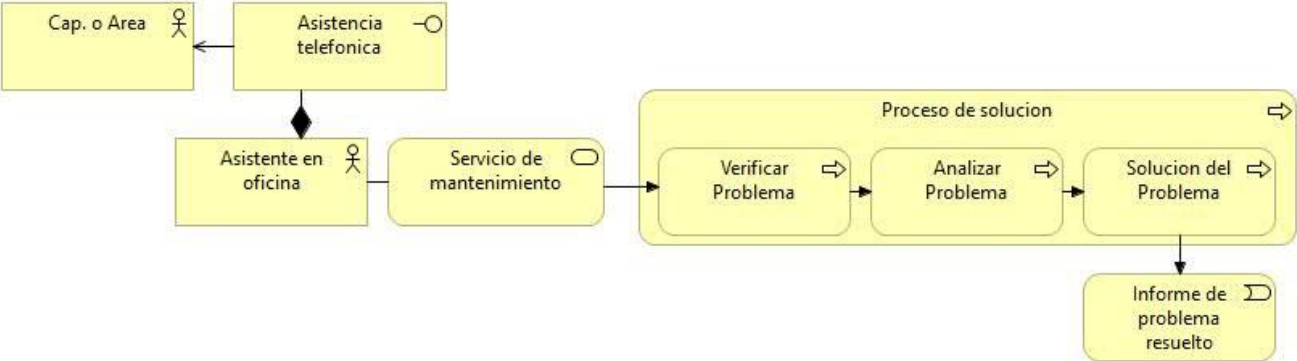 Cap. o Area
Asistencia
telefonica
Asistente en
oficina
Servicio de
mantenimiento
Proceso de solucion
Verificar
Problema
Analizar
Problema
Solucion del
Problema
Informe de
problema
resuelto